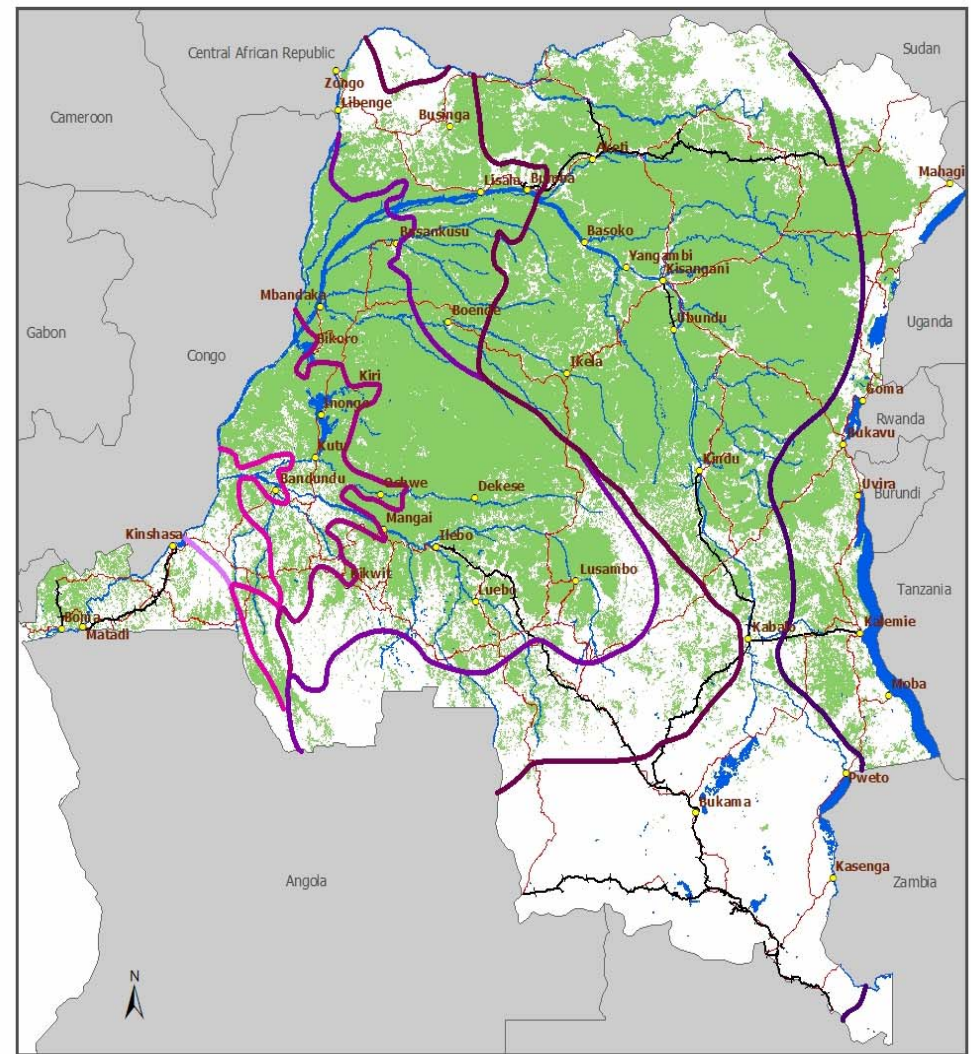 Central African Republic
Sudan
Cameroon
Zongo
Libenge
Businga
Aketi
Mahagi
Lisala
Bumba
Busankusu
Basoko
Yangambi
Kisangani
Mbandaka
Boende
Ubundu
Uganda
Gabon
Congo
Bikoro
Ikela
Kiri
Inongo
Goma
Rwanda
Bukavu
Kutu
Kindu
Bandundu
Oshwe
Dekese
Uvira
Burundi
Mangai
Kinshasa
Ilebo
Kikwit
Lusambo
Luebo
Tanzania
Boma
Matadi
Kabalo
Kalemie
Moba
Pweto
Bukama
Angola
Kasenga
Zambia
N